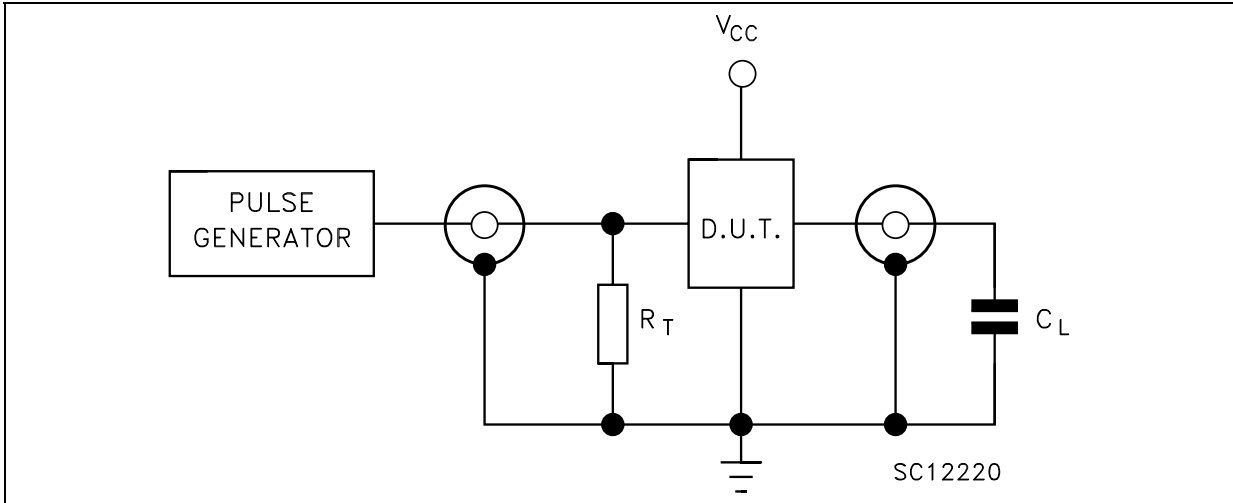 VCC
PULSE
GENERATOR
D.U.T.
RT
CL
SC12220